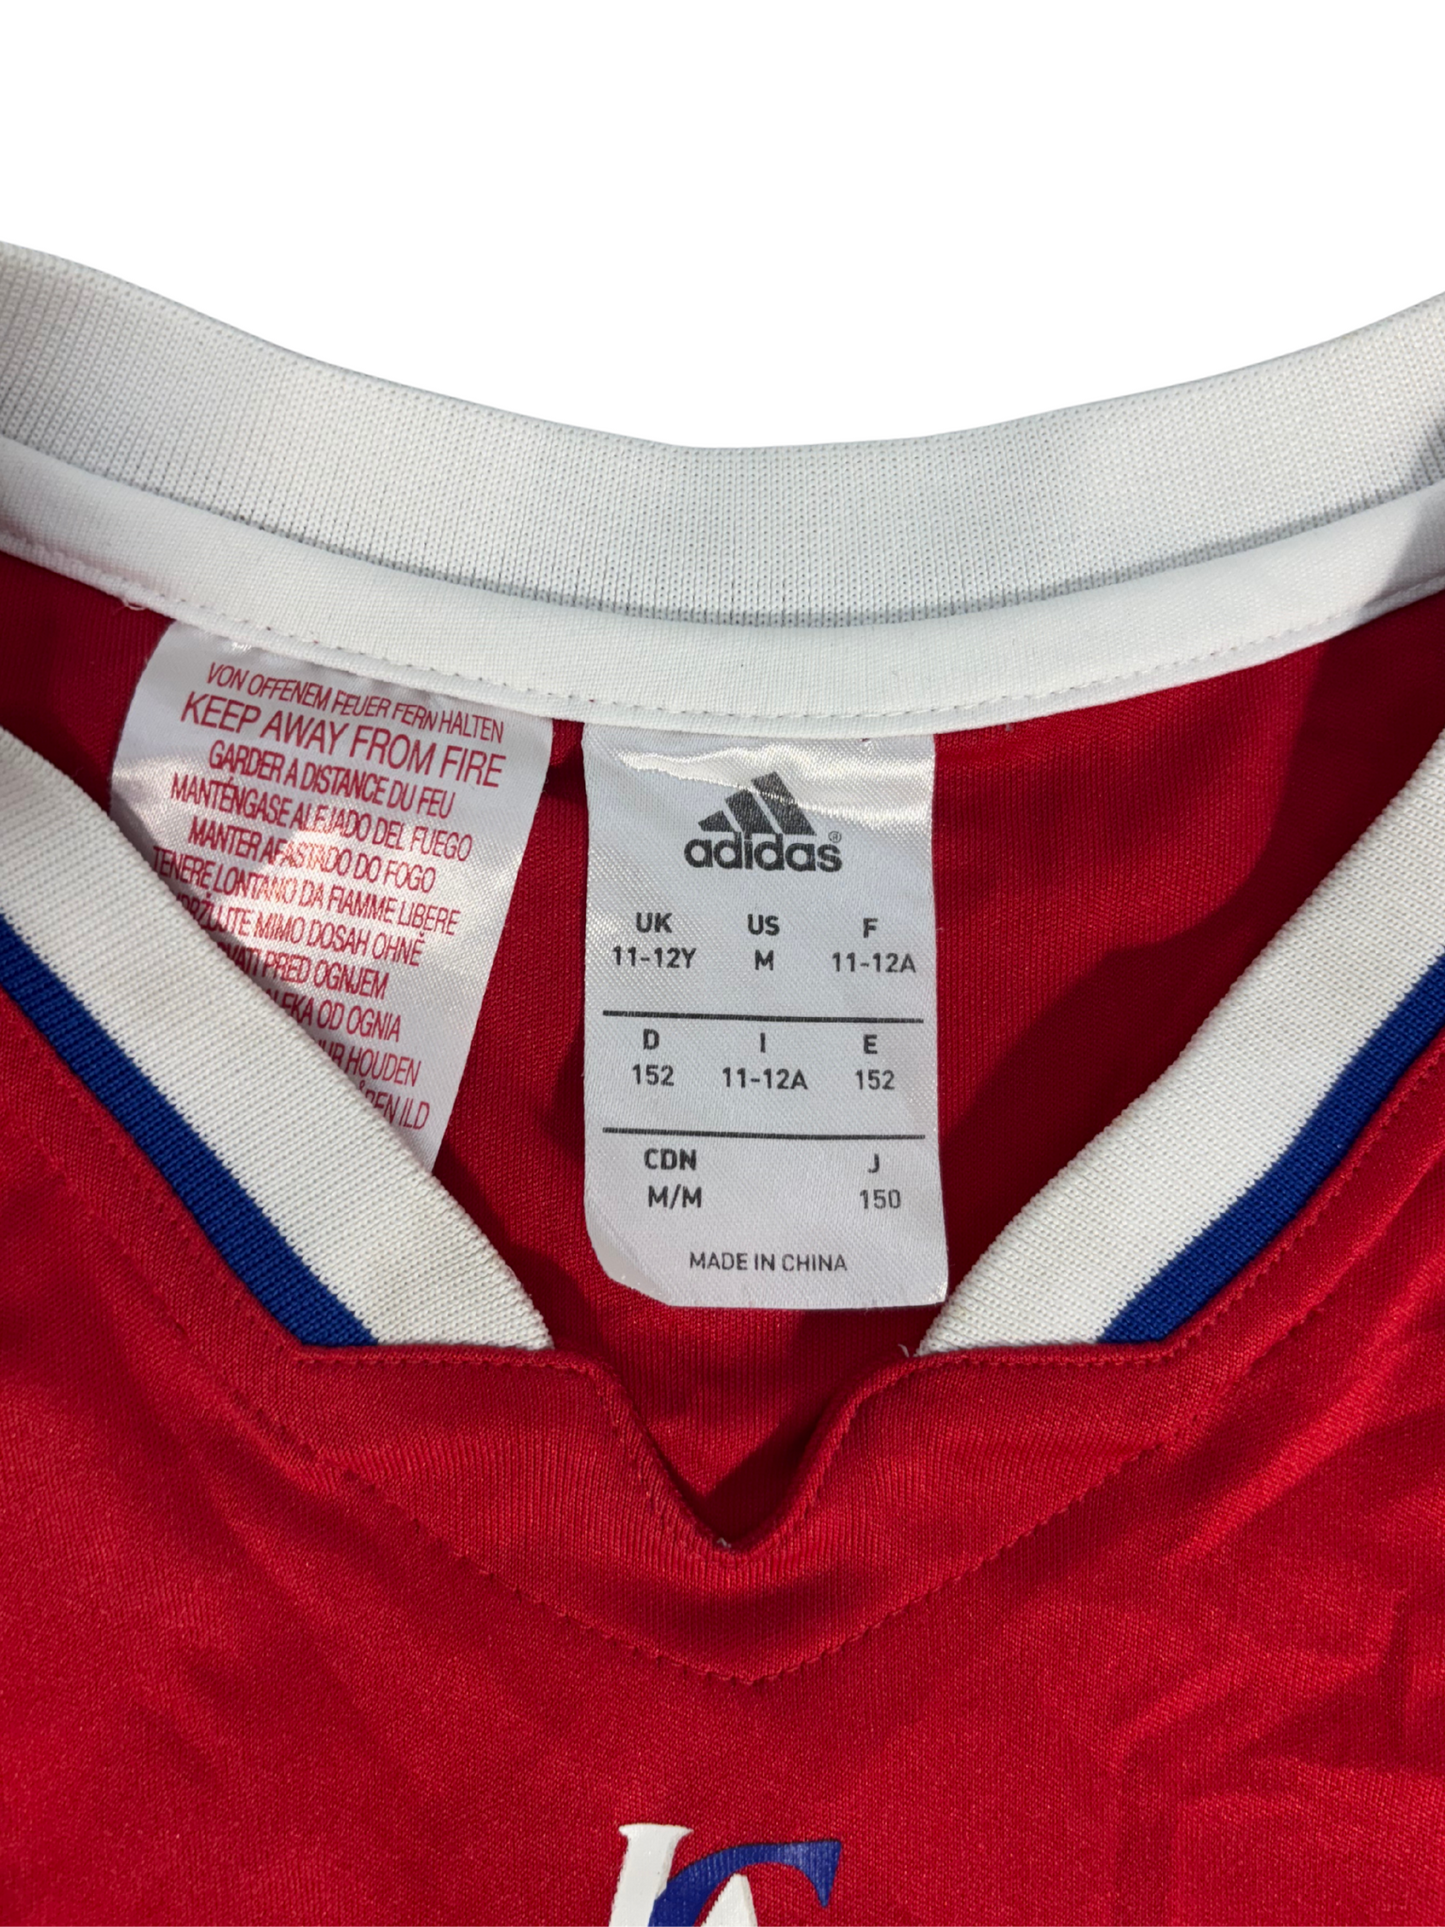 VON OFFENEM FEUER FERN HALTEN
KEEP AWAY FROM FIRE
GARDER A DISTANCE DU FEU
MANTÉNGASE ALEJADO DEL FUEGO
MANTER AFASTADO DO FOGO
TENERE LONTANO DA FIAMME LIBERE
MIMO DOSAH OHNĚ
PRED OGNJEM
OD OGNIA
HOUDEN
ILD
adidas®
UK US F
11-12Y M 11-12A
D I E
152 11-12A 152
CDN J
M/M 150
MADE IN CHINA